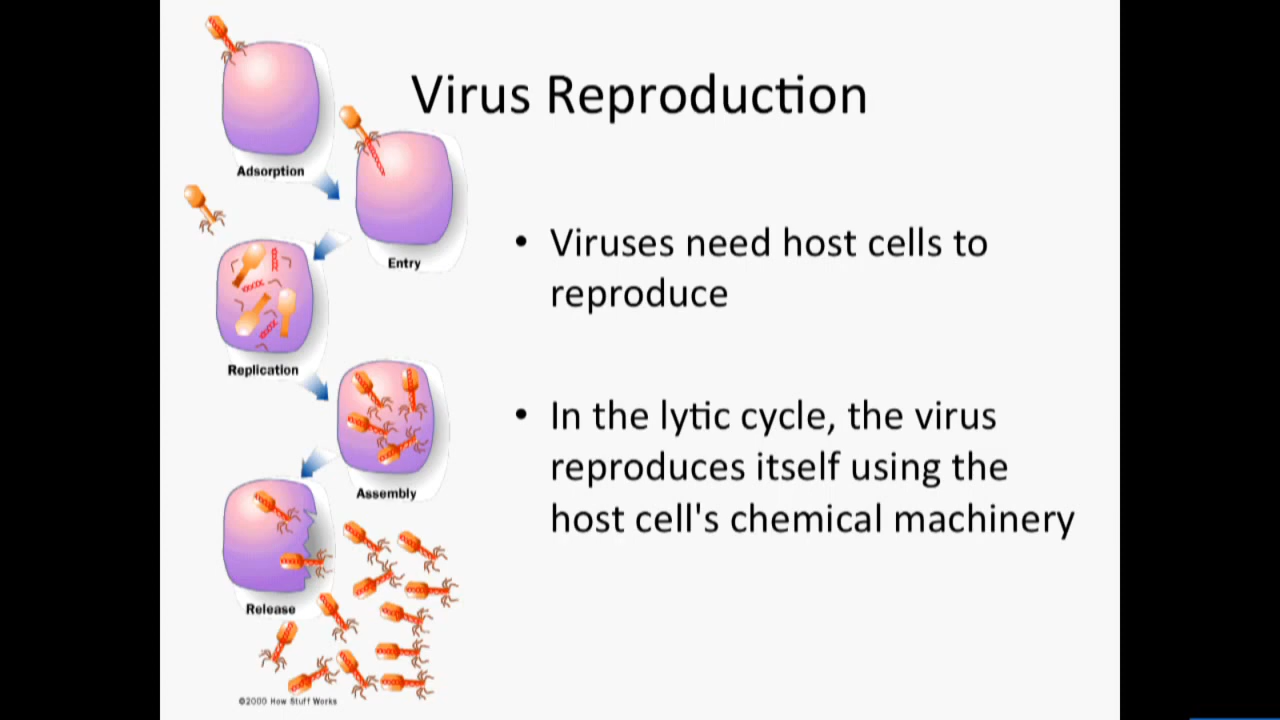 Virus Reproduction
Adsorption
Entry
Replication
Assembly
Release
©2000 How Stuff Works
• Viruses need host cells to
reproduce
• In the lytic cycle, the virus
reproduces itself using the
host cell's chemical machinery